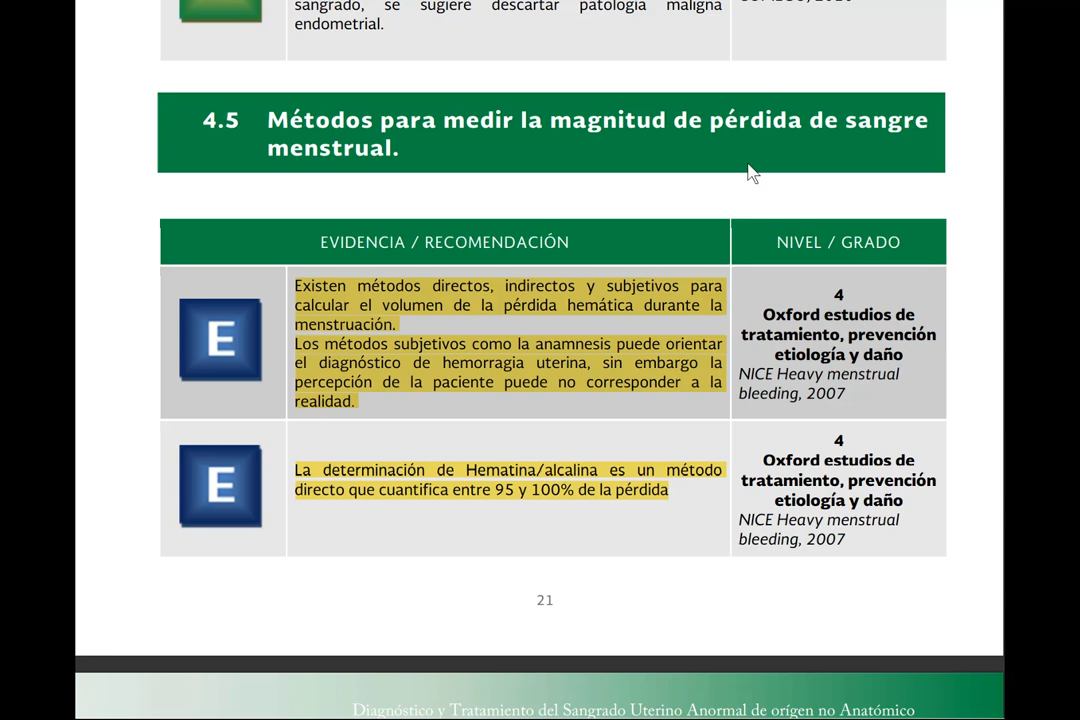 sangrado, se sugiere descartar patología maligna
endometrial.
4.5 Métodos para medir la magnitud de pérdida de sangre
menstrual.
EVIDENCIA / RECOMENDACIÓN
NIVEL / GRADO
E
Existen métodos directos, indirectos y subjetivos para
calcular el volumen de la pérdida hemática durante la
menstruación.
Los métodos subjetivos como la anamnesis puede orientar
el diagnóstico de hemorragia uterina, sin embargo la
percepción de la paciente puede no corresponder a la
realidad.
4
Oxford estudios de
tratamiento, prevención
etiología y daño
NICE Heavy menstrual
bleeding, 2007
E
La determinación de Hematina/alcalina es un método
directo que cuantifica entre 95 y 100% de la pérdida
4
Oxford estudios de
tratamiento, prevención
etiología y daño
NICE Heavy menstrual
bleeding, 2007
21
Diagnóstico y Tratamiento del Sangrado Uterino Anormal de orígen no Anatómico